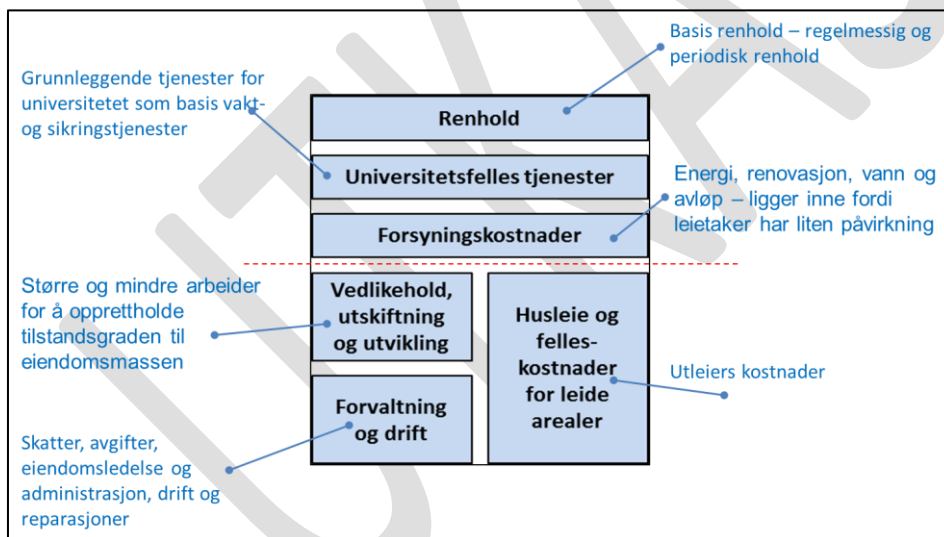 Basis renhold – regelmessig og
periodisk renhold
Grunnleggende tjenester for
universitetet som basis vakt-
og sikringstjenester
Renhold
Universitetsfelles tjenester
Energi, renovasjon, vann og
avløp – ligger inne fordi
leietaker har liten påvirkning
Forsyningskostnader
Større og mindre arbeider
for å opprettholde
tilstandsgraden til
eiendomsmassen
Vedlikehold,
utskiftning
og utvikling
Husleie og
felles-
kostnader
for leide
arealer
Utleiers kostnader
Forvaltning
og drift
Skatter, avgifter,
eiendomsledelse og
administrasjon, drift og
reparasjoner